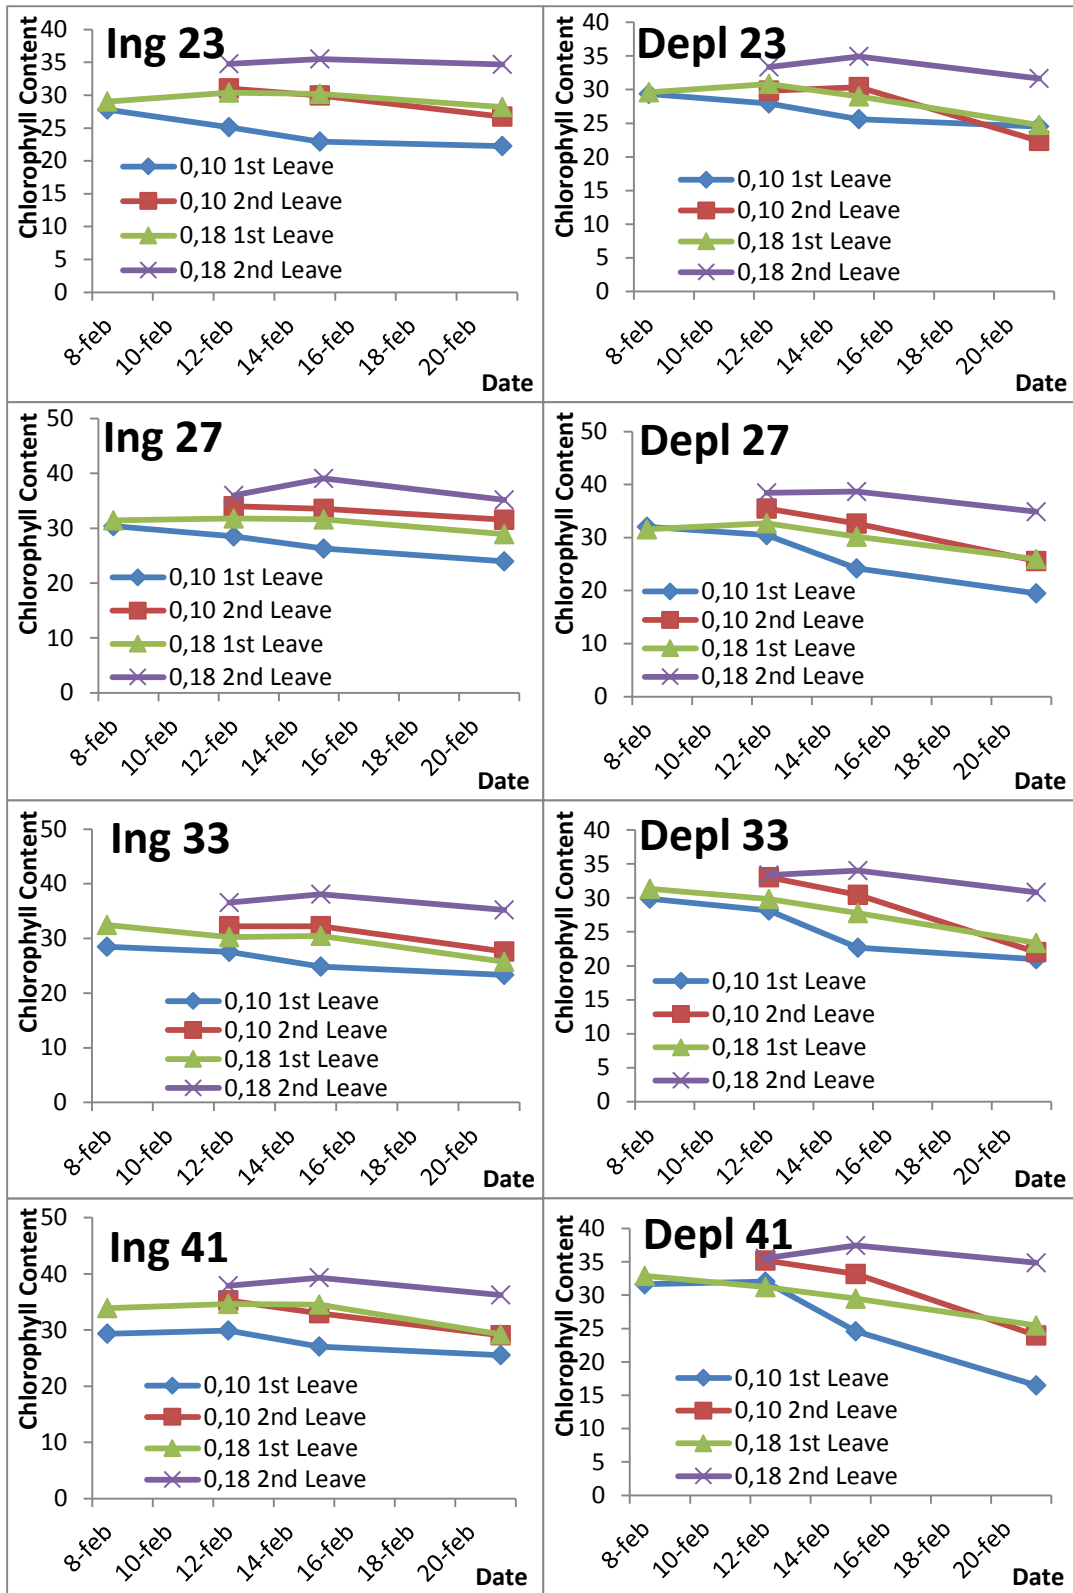 Ing 23
Chlorophyll Content
40
35
30
25
20
15
10
5
0
0,10 1st Leave
0,10 2nd Leave
0,18 1st Leave
0,18 2nd Leave
8-feb
10-feb
12-feb
14-feb
16-feb
18-feb
20-feb
Date
Depl 23
Chlorophyll Content
40
35
30
25
20
15
10
5
0
0,10 1st Leave
0,10 2nd Leave
0,18 1st Leave
0,18 2nd Leave
8-feb
10-feb
12-feb
14-feb
16-feb
18-feb
20-feb
Date
Ing 27
Chlorophyll Content
50
40
30
20
10
0
0,10 1st Leave
0,10 2nd Leave
0,18 1st Leave
0,18 2nd Leave
8-feb
10-feb
12-feb
14-feb
16-feb
18-feb
20-feb
Date
Depl 27
Chlorophyll Content
50
40
30
20
10
0
0,10 1st Leave
0,10 2nd Leave
0,18 1st Leave
0,18 2nd Leave
8-feb
10-feb
12-feb
14-feb
16-feb
18-feb
20-feb
Date
Ing 33
Chlorophyll Content
50
40
30
20
10
0
0,10 1st Leave
0,10 2nd Leave
0,18 1st Leave
0,18 2nd Leave
8-feb
10-feb
12-feb
14-feb
16-feb
18-feb
20-feb
Date
Depl 33
Chlorophyll Content
40
35
30
25
20
15
10
5
0
0,10 1st Leave
0,10 2nd Leave
0,18 1st Leave
0,18 2nd Leave
8-feb
10-feb
12-feb
14-feb
16-feb
18-feb
20-feb
Date
Ing 41
Chlorophyll Content
50
40
30
20
10
0
0,10 1st Leave
0,10 2nd Leave
0,18 1st Leave
0,18 2nd Leave
8-feb
10-feb
12-feb
14-feb
16-feb
18-feb
20-feb
Date
Depl 41
Chlorophyll Content
40
35
30
25
20
15
10
5
0
0,10 1st Leave
0,10 2nd Leave
0,18 1st Leave
0,18 2nd Leave
8-feb
10-feb
12-feb
14-feb
16-feb
18-feb
20-feb
Date